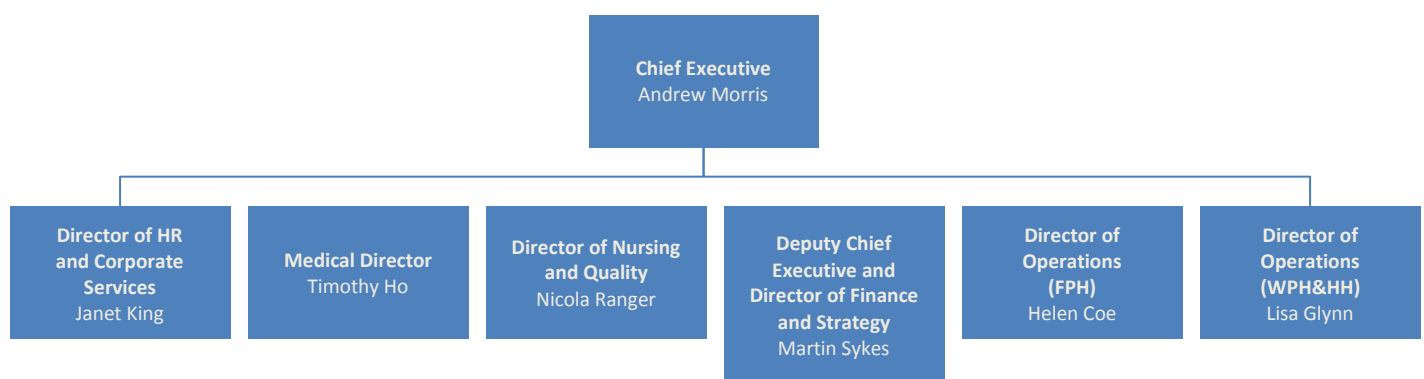 Chief Executive
Andrew Morris
Director of HR
and Corporate
Services
Janet King
Medical Director
Timothy Ho
Director of Nursing
and Quality
Nicola Ranger
Deputy Chief
Executive and
Director of Finance
and Strategy
Martin Sykes
Director of
Operations
(FPH)
Helen Coe
Director of
Operations
(WPH&HH)
Lisa Glynn